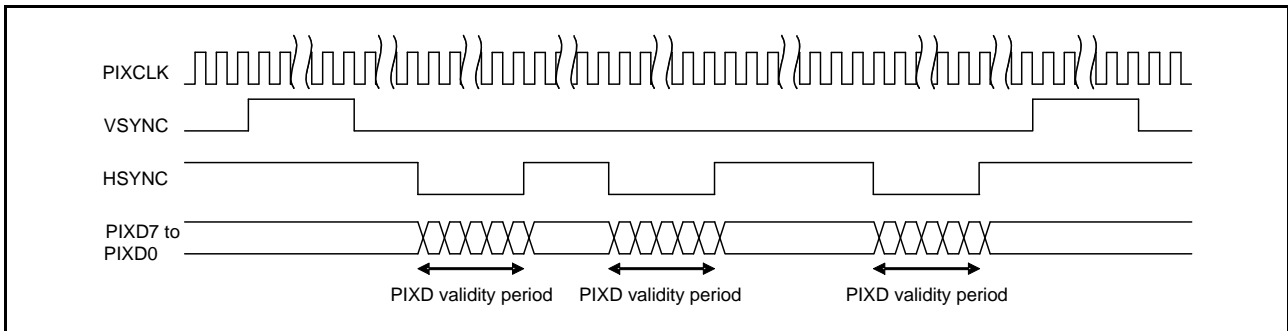 PIXCLK
VSYNC
HSYNC
PIXD7 to
PIXD0
PIXD validity period PIXD validity period PIXD validity period